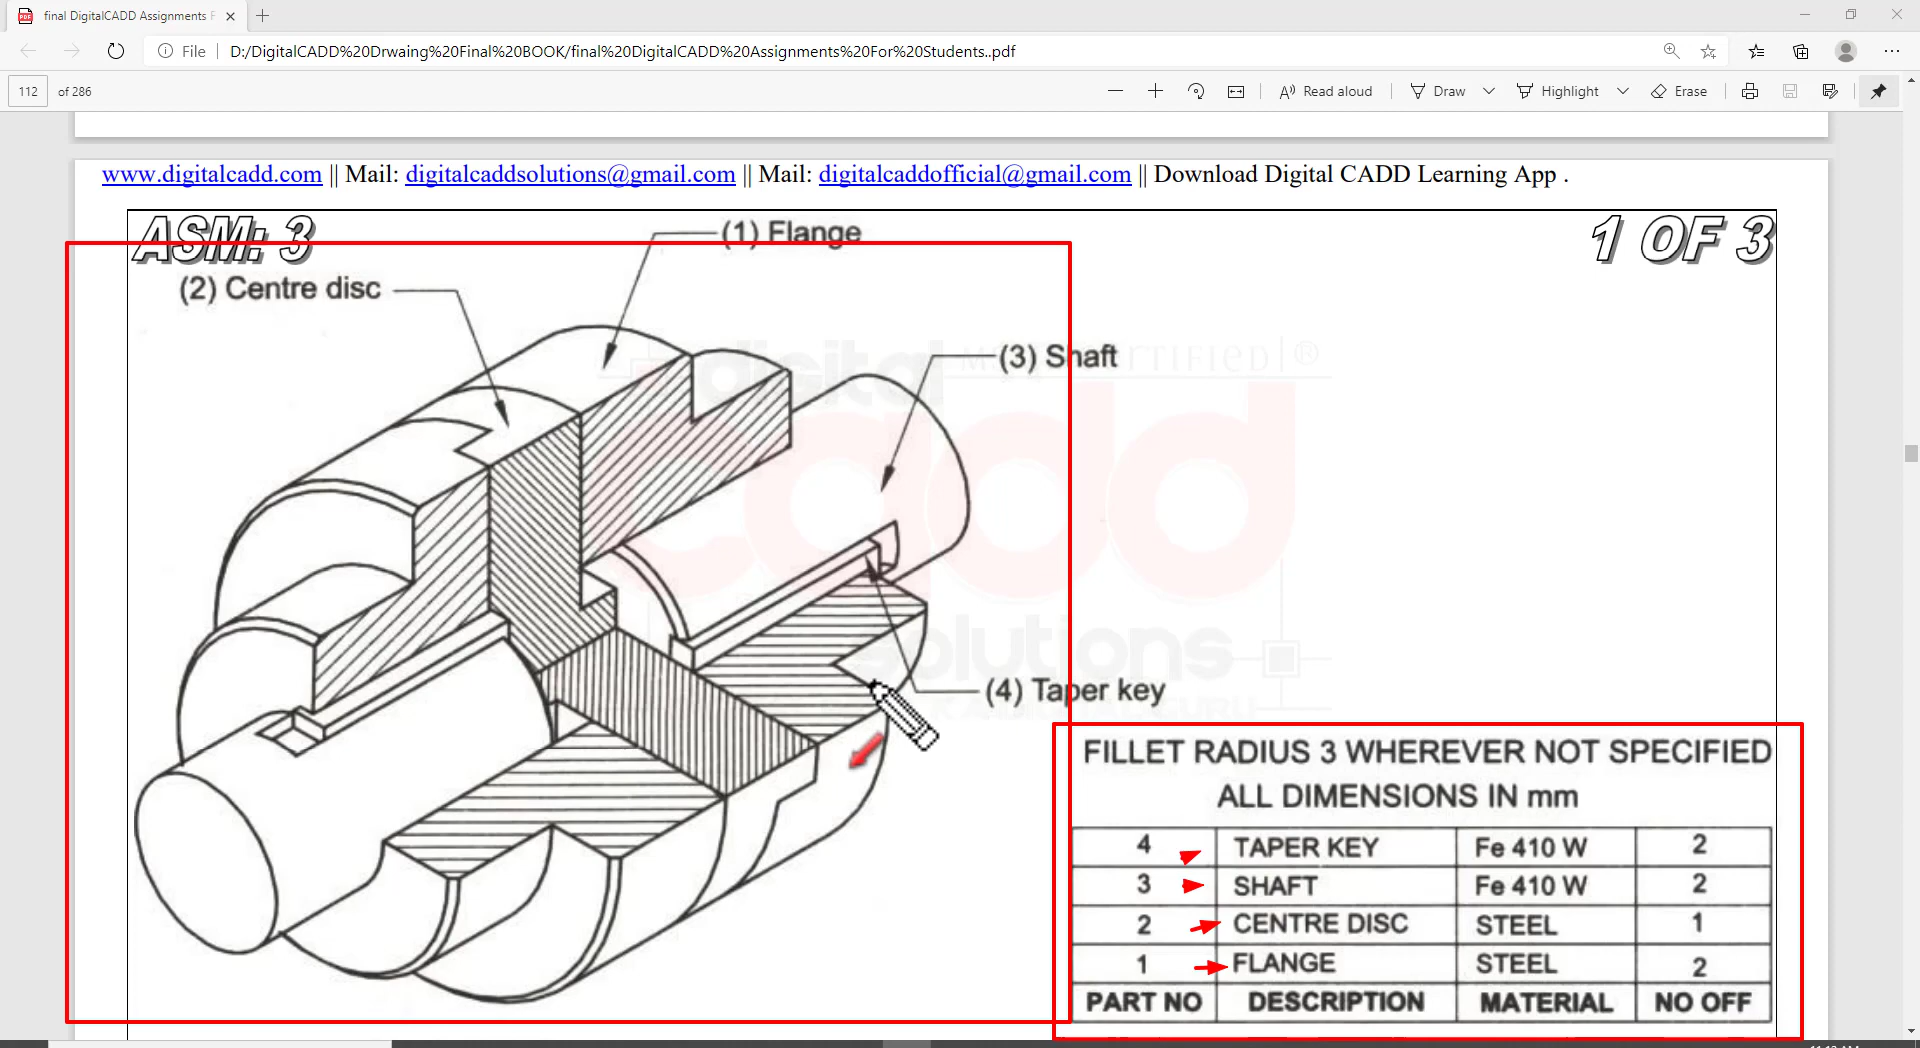 final DigitalCADD Assignments F
File D:/DigitalCADD%20Drwaing%20Final%20BOOK/final%20DigitalCADD%20Assignments%20For%20Students..pdf
112 of 286 Read aloud Draw Highlight Erase
www.digitalcadd.com || Mail: digitalcaddsolutions@gmail.com || Mail: digitalcaddofficial@gmail.com || Download Digital CADD Learning App .
ASM: 3 1 OF 3
(1) Flange
(2) Centre disc
(3) Shaft
digital
cadd
solutions
(4) Taper key
FILLET RADIUS 3 WHEREVER NOT SPECIFIED
ALL DIMENSIONS IN mm
4 TAPER KEY Fe 410 W 2
3 SHAFT Fe 410 W 2
2 CENTRE DISC STEEL 1
1 FLANGE STEEL 2
PART NO DESCRIPTION MATERIAL NO OFF